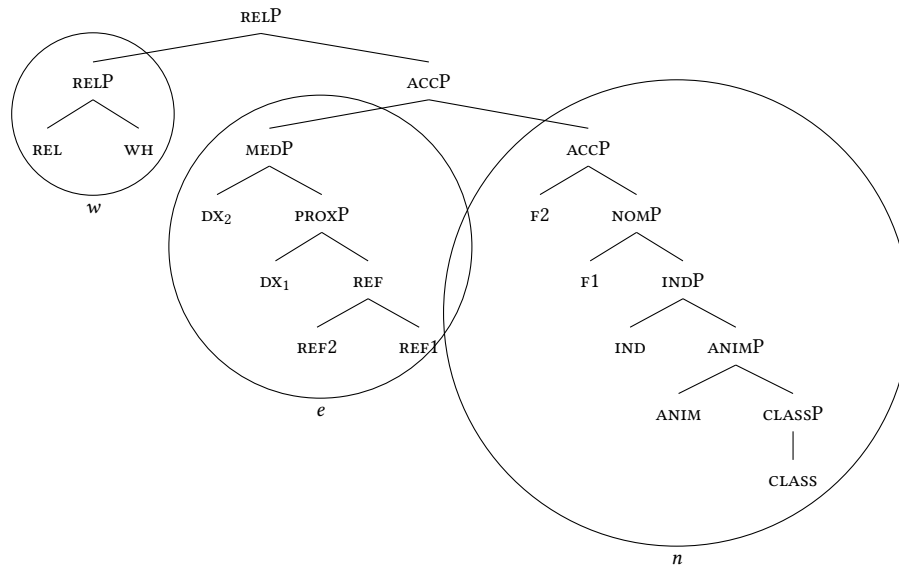 RELP
RELP ACCP
REL WH MEDP ACCP
w DX₂ PROXP F2 NOMP
DX₁ REF F1 INDP
REF2 REF1 IND ANIMP
e ANIM CLASSP
CLASS
n